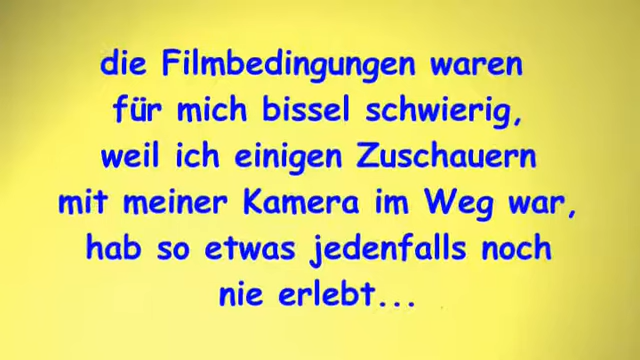 die Filmbedingungen waren
für mich bissel schwierig,
weil ich einigen Zuschauern
mit meiner Kamera im Weg war,
hab so etwas jedenfalls noch
nie erlebt...